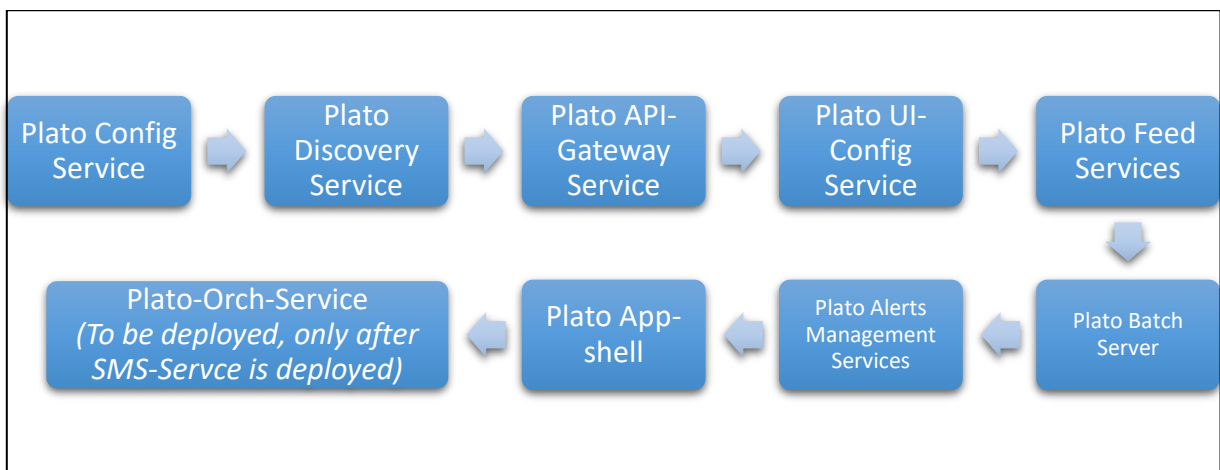 Plato Config
Service
Plato
Discovery
Service
Plato API-
Gateway
Service
Plato UI-
Config
Service
Plato Feed
Services
Plato-Orch-Service
(To be deployed, only after
SMS-Servce is deployed)
Plato App-
shell
Plato Alerts
Management
Services
Plato Batch
Server